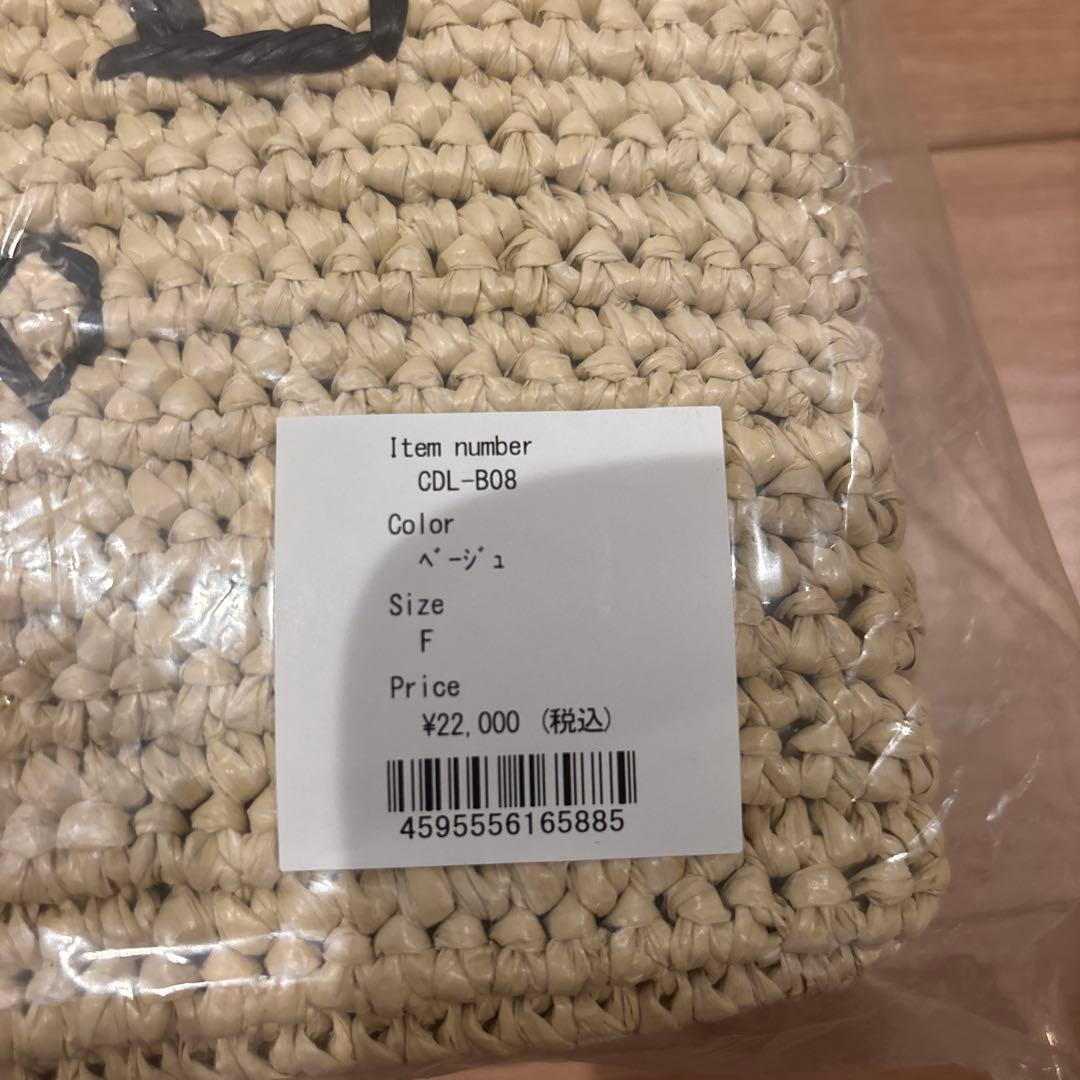 Item number
CDL-B08
Color
ﾍﾞｰｼﾞｭ
Size
F
Price
¥22,000 (税込)
4595556165885